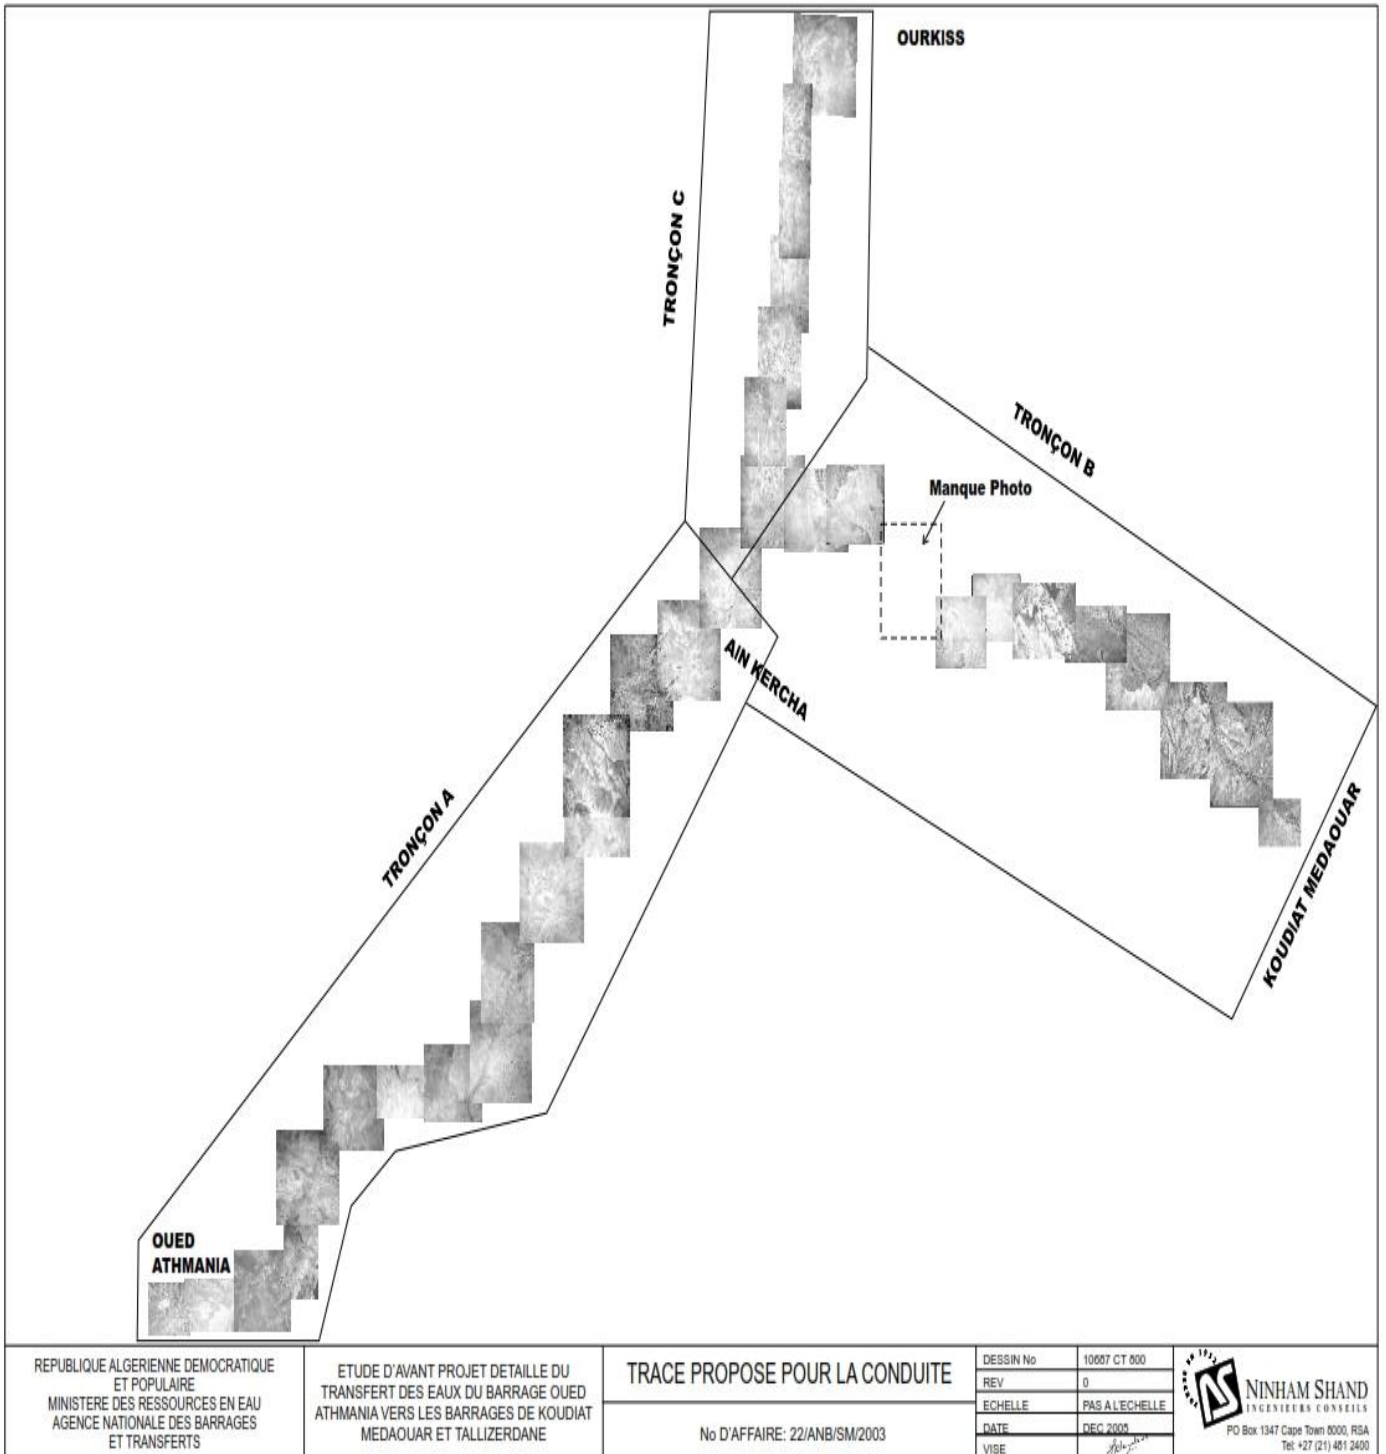 OURKISS
TRONÇON C
TRONÇON B
Manque Photo
AIN KERCHA
TRONÇON A
KOUDIAT MEDAOUAR
OUED
ATHMANIA
REPUBLIQUE ALGERIENNE DEMOCRATIQUE
ET POPULAIRE
MINISTERE DES RESSOURCES EN EAU
AGENCE NATIONALE DES BARRAGES
ET TRANSFERTS
ETUDE D'AVANT PROJET DETAILLE DU
TRANSFERT DES EAUX DU BARRAGE OUED
ATHMANIA VERS LES BARRAGES DE KOUDIAT
MEDAOUAR ET TALLIZERDANE
TRACE PROPOSE POUR LA CONDUITE
No D'AFFAIRE: 22/ANB/SM/2003
DESSIN No 10687 CT 600
REV 0
ECHELLE PAS A L'ECHELLE
DATE DEC 2005
VISE
NINHAM SHAND
INGENIEURS CONSEILS
PO Box 1347 Cape Town 8000, RSA
Tel: +27 (21) 481 2400